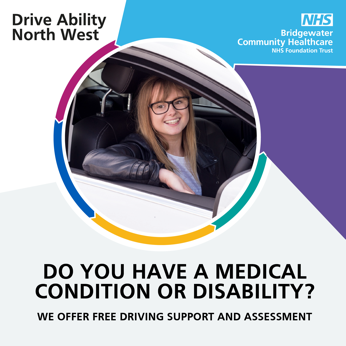 Drive Ability
North West
NHS
Bridgewater
Community Healthcare
NHS Foundation Trust
DO YOU HAVE A MEDICAL
CONDITION OR DISABILITY?
WE OFFER FREE DRIVING SUPPORT AND ASSESSMENT